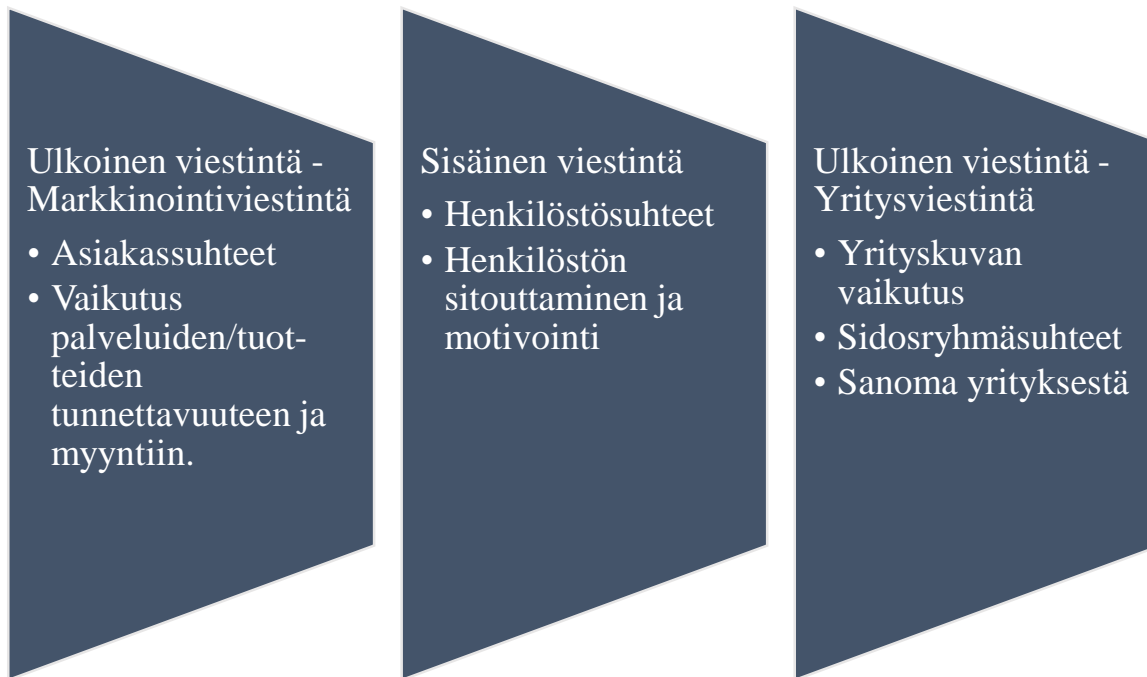 Ulkoinen viestintä -
Markkinointiviestintä
• Asiakassuhteet
• Vaikutus
palveluiden/tuot-
teiden
tunnettavuuteen ja
myyntiin.
Sisäinen viestintä
• Henkilöstösuhteet
• Henkilöstön
sitouttaminen ja
motivointi
Ulkoinen viestintä -
Yritysviestintä
• Yrityskuvan
vaikutus
• Sidosryhmäsuhteet
• Sanoma yrityksestä